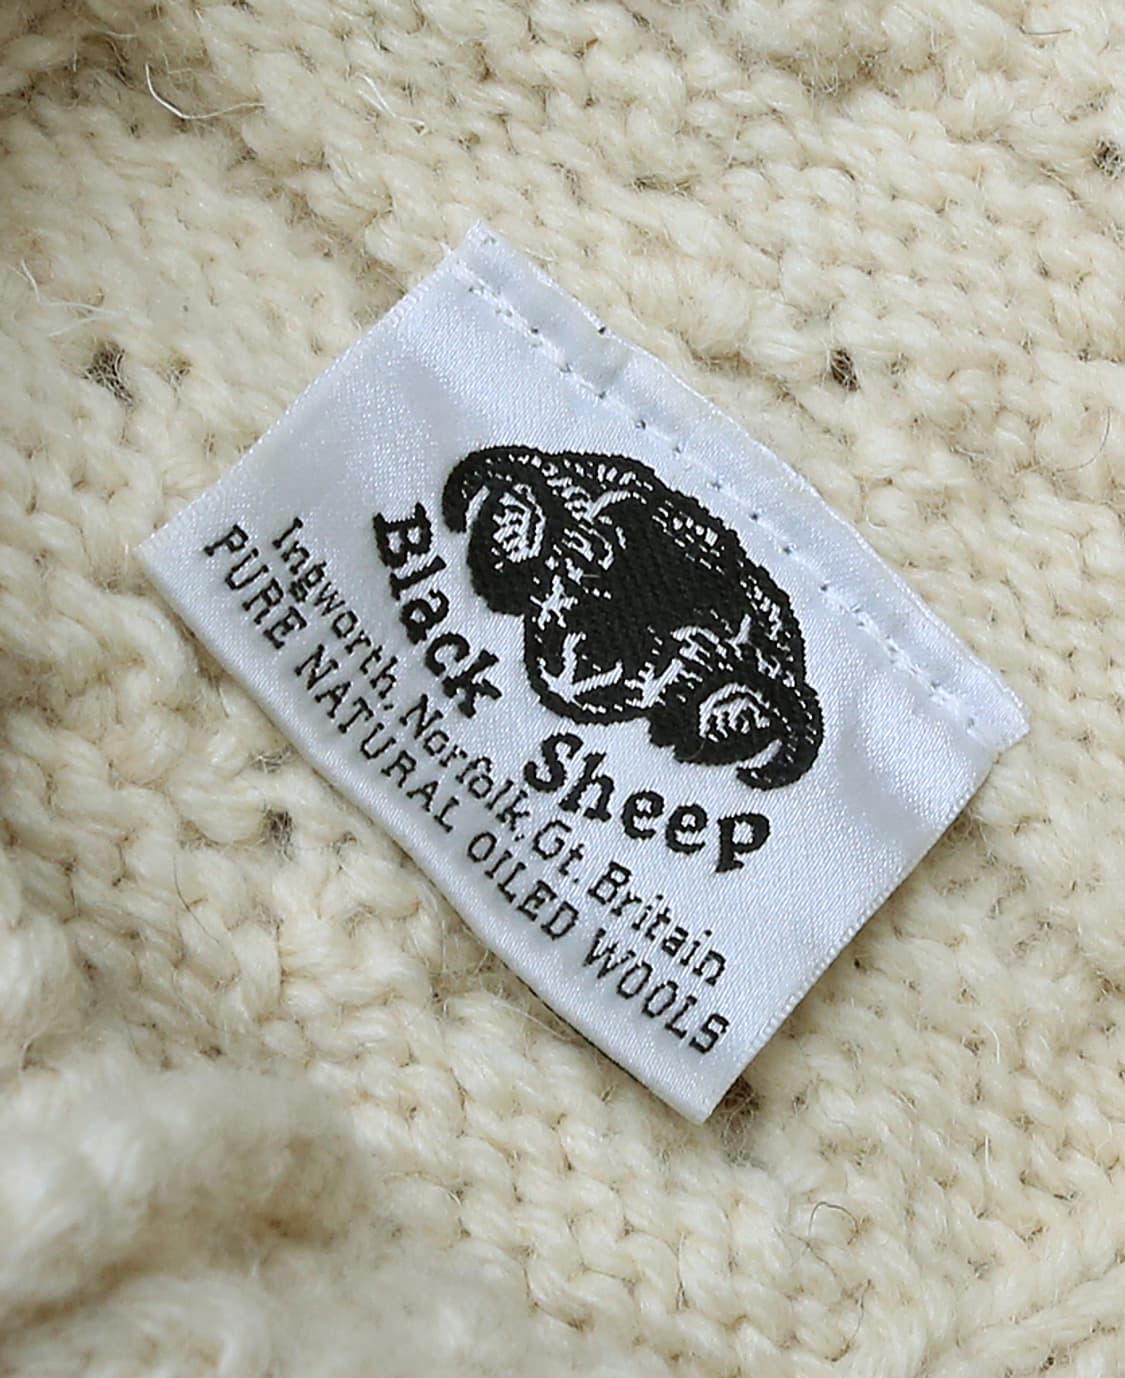 Black Sheep
Ingworth, Norfolk, Gt. Britain
PURE NATURAL OILED WOOLS